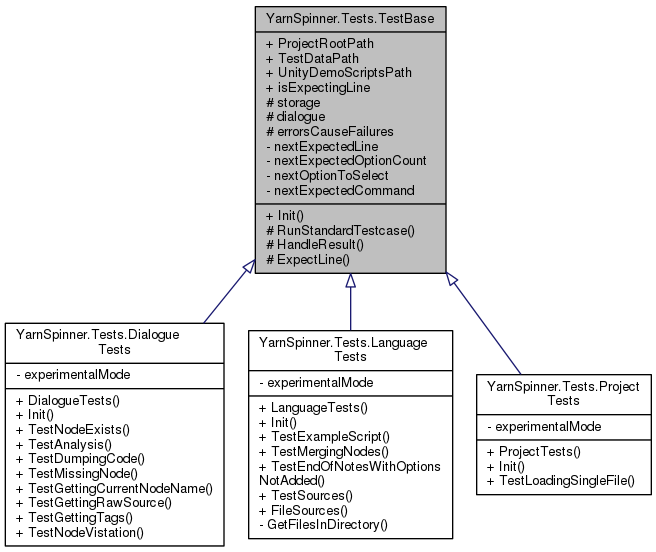 YarnSpinner.Tests.TestBase
+ ProjectRootPath
+ TestDataPath
+ UnityDemoScriptsPath
+ isExpectingLine
# storage
# dialogue
# errorsCauseFailures
- nextExpectedLine
- nextExpectedOptionCount
- nextOptionToSelect
- nextExpectedCommand
+ Init()
# RunStandardTestcase()
# HandleResult()
# ExpectLine()
YarnSpinner.Tests.Dialogue
Tests
- experimentalMode
+ DialogueTests()
+ Init()
+ TestNodeExists()
+ TestAnalysis()
+ TestDumpingCode()
+ TestMissingNode()
+ TestGettingCurrentNodeName()
+ TestGettingRawSource()
+ TestGettingTags()
+ TestNodeVistation()
YarnSpinner.Tests.Language
Tests
- experimentalMode
+ LanguageTests()
+ Init()
+ TestExampleScript()
+ TestMergingNodes()
+ TestEndOfNotesWithOptions
NotAdded()
+ TestSources()
+ FileSources()
- GetFilesInDirectory()
YarnSpinner.Tests.Project
Tests
- experimentalMode
+ ProjectTests()
+ Init()
+ TestLoadingSingleFile()